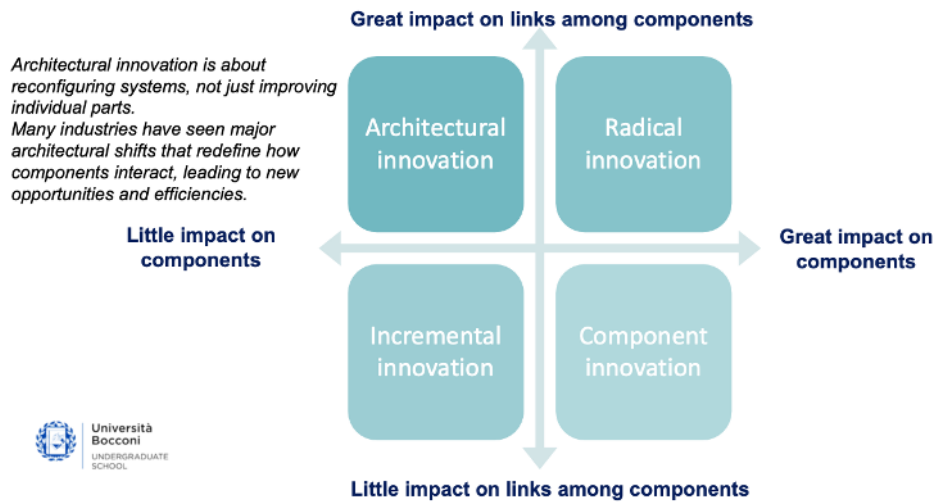 Great impact on links among components
Architectural innovation is about
reconfiguring systems, not just improving
individual parts.
Many industries have seen major
architectural shifts that redefine how
components interact, leading to new
opportunities and efficiencies.
Architectural
innovation
Radical
innovation
Little impact on
components
Great impact on
components
Incremental
innovation
Component
innovation
Università
Bocconi
UNDERGRADUATE
SCHOOL
Little impact on links among components